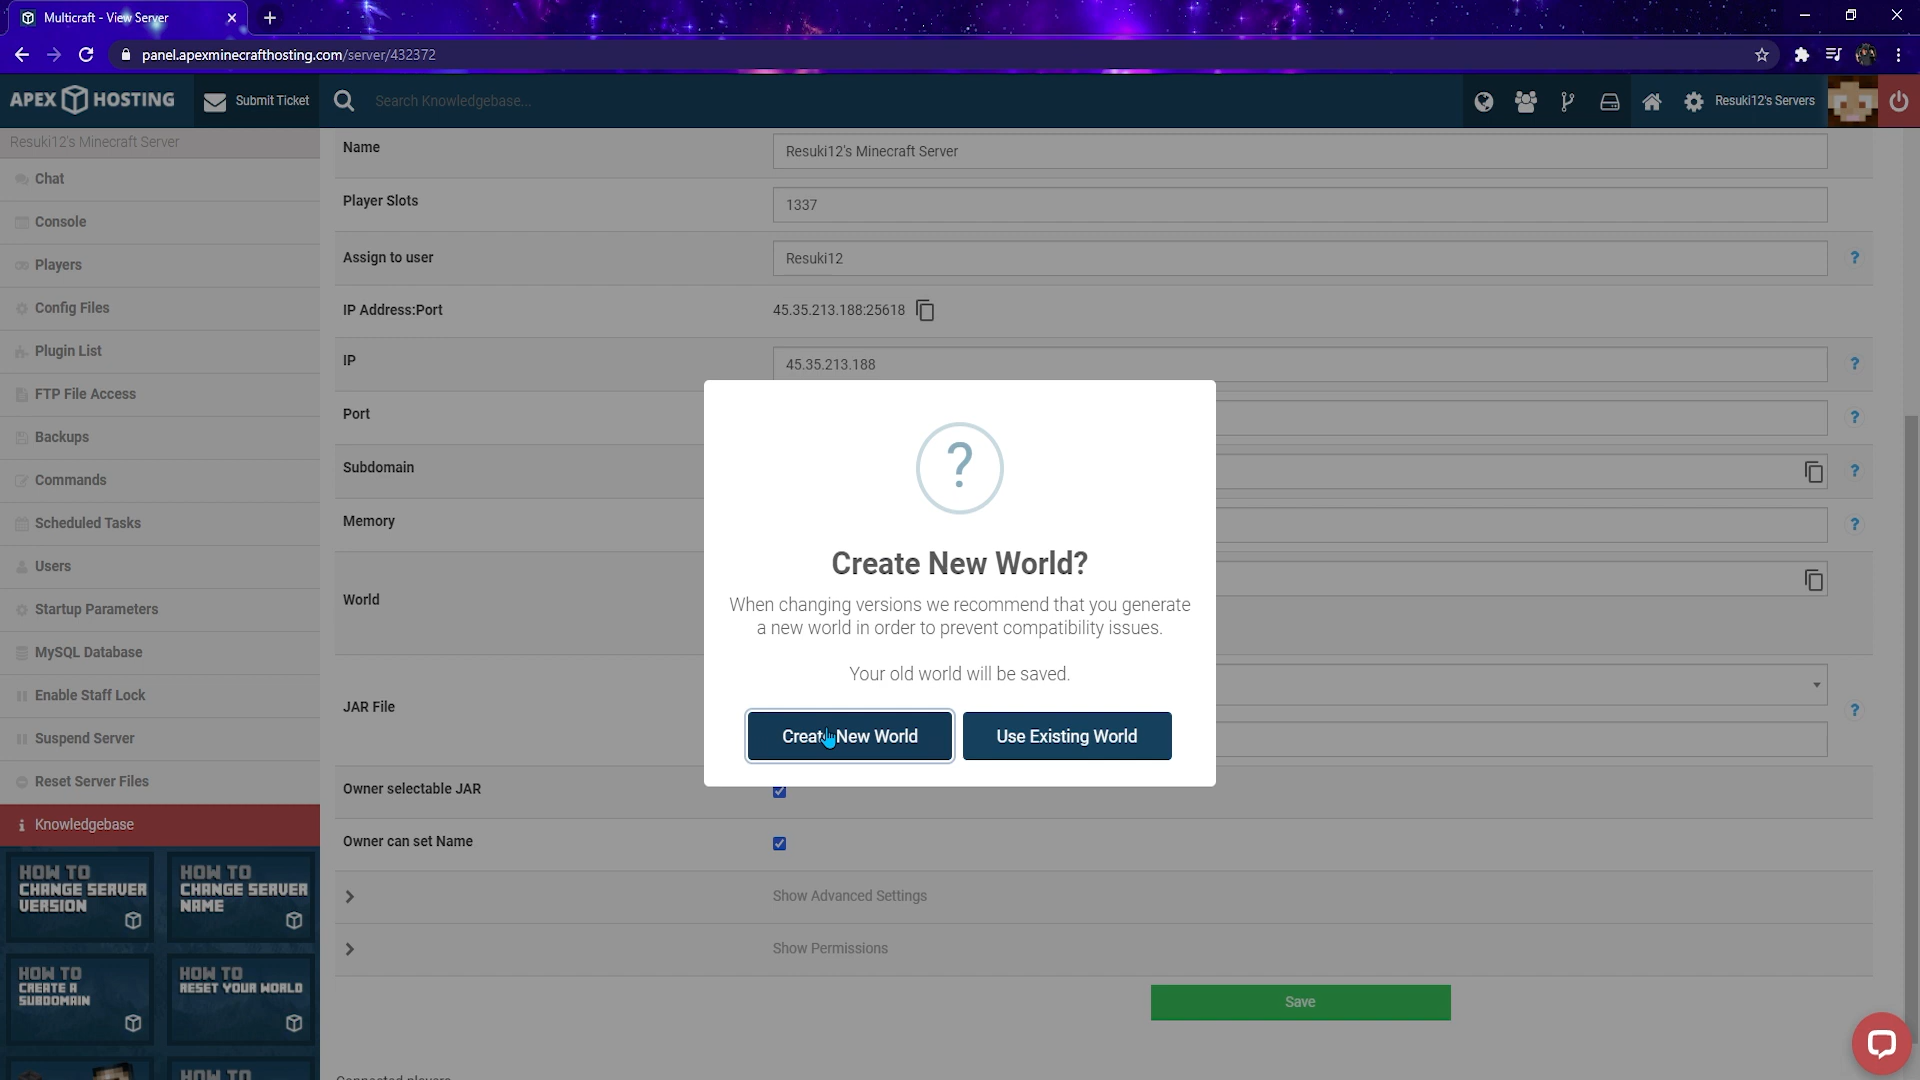 Multicraft - View Server
panel.apexminecrafthosting.com/server/432372
APEX HOSTING
Submit Ticket
Search Knowledgebase...
Resuki12's Servers
Resuki12's Minecraft Server
Chat
Console
Players
Config Files
Plugin List
FTP File Access
Backups
Commands
Scheduled Tasks
Users
Startup Parameters
MySQL Database
Enable Staff Lock
Suspend Server
Reset Server Files
Knowledgebase
HOW TO
CHANGE SERVER
VERSION
HOW TO
CHANGE SERVER
NAME
HOW TO
CREATE A
SUBDOMAIN
HOW TO
RESET YOUR WORLD
HOW TO
Name
Resuki12's Minecraft Server
Player Slots
1337
Assign to user
Resuki12
?
IP Address:Port
45.35.213.188:25618
IP
45.35.213.188
?
Port
?
Subdomain
?
Memory
?
World
JAR File
?
Owner selectable JAR
Owner can set Name
Show Advanced Settings
Show Permissions
Save
Connected players
?
Create New World?
When changing versions we recommend that you generate
a new world in order to prevent compatibility issues.
Your old world will be saved.
Create New World
Use Existing World